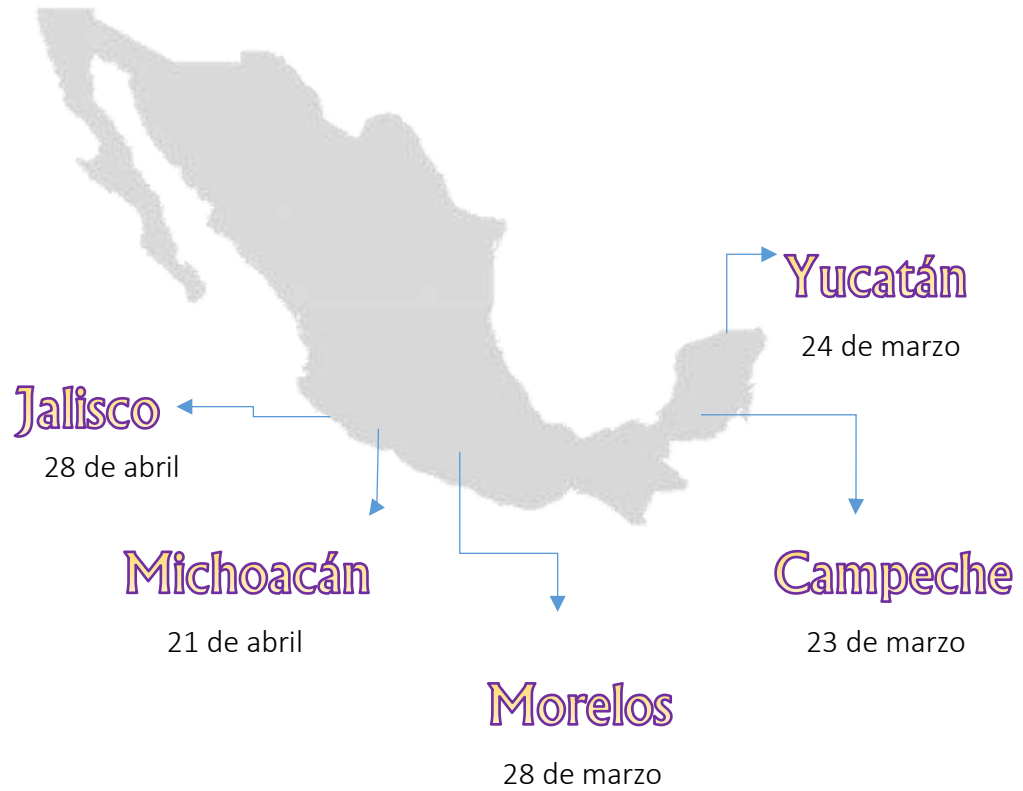 Yucatán
24 de marzo
Jalisco
28 de abril
Michoacán
21 de abril
Campeche
23 de marzo
Morelos
28 de marzo